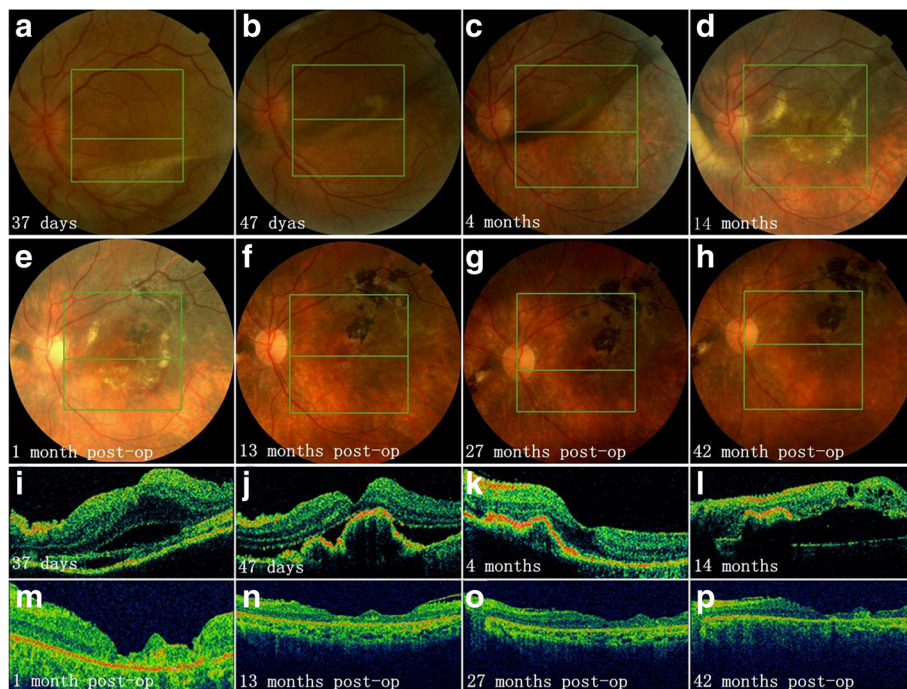 a
b
c
d
37 days
47 dyas
4 months
14 months
e
f
g
h
1 month post-op
13 months post-op
27 months post-op
42 month post-op
i
j
k
l
37 days
47 days
4 months
14 months
m
n
o
p
1 month post-op
13 months post-op
27 months post-op
42 months post-op